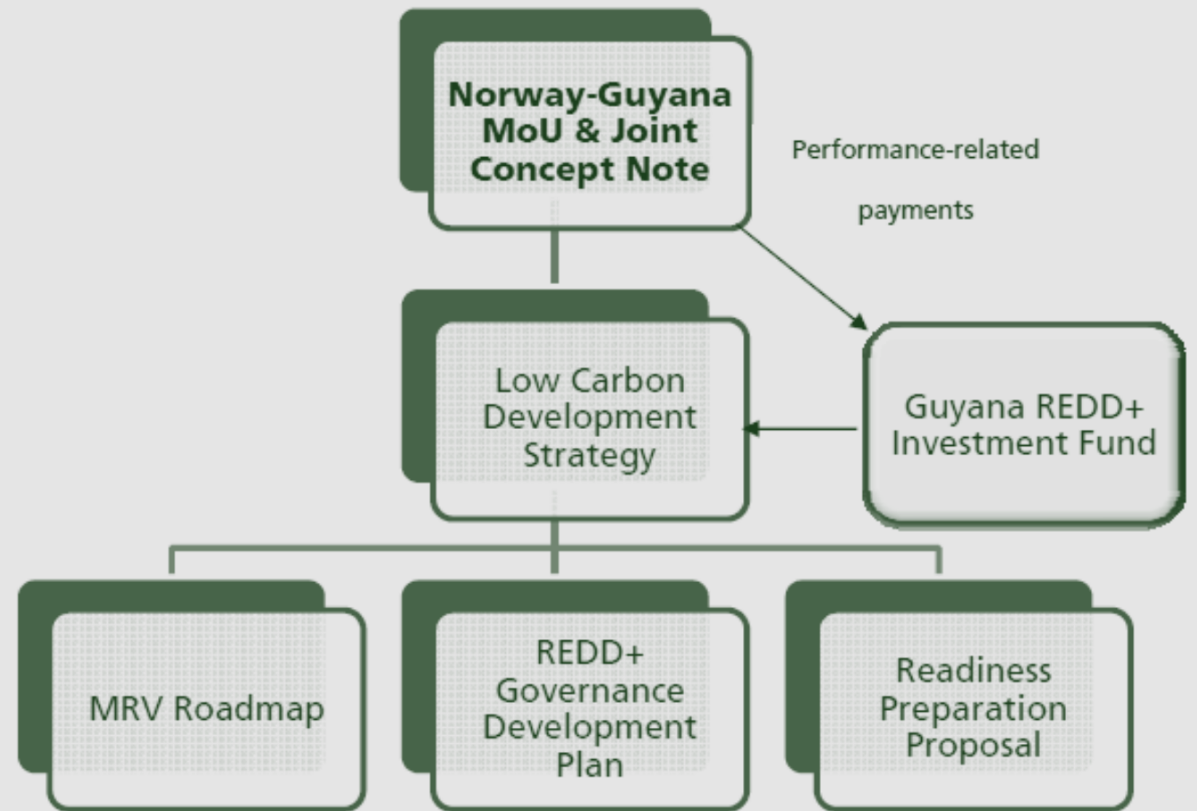 Norway-Guyana
MoU & Joint
Concept Note
Performance-related
payments
Low Carbon
Development
Strategy
Guyana REDD+
Investment Fund
MRV Roadmap
REDD+
Governance
Development
Plan
Readiness
Preparation
Proposal